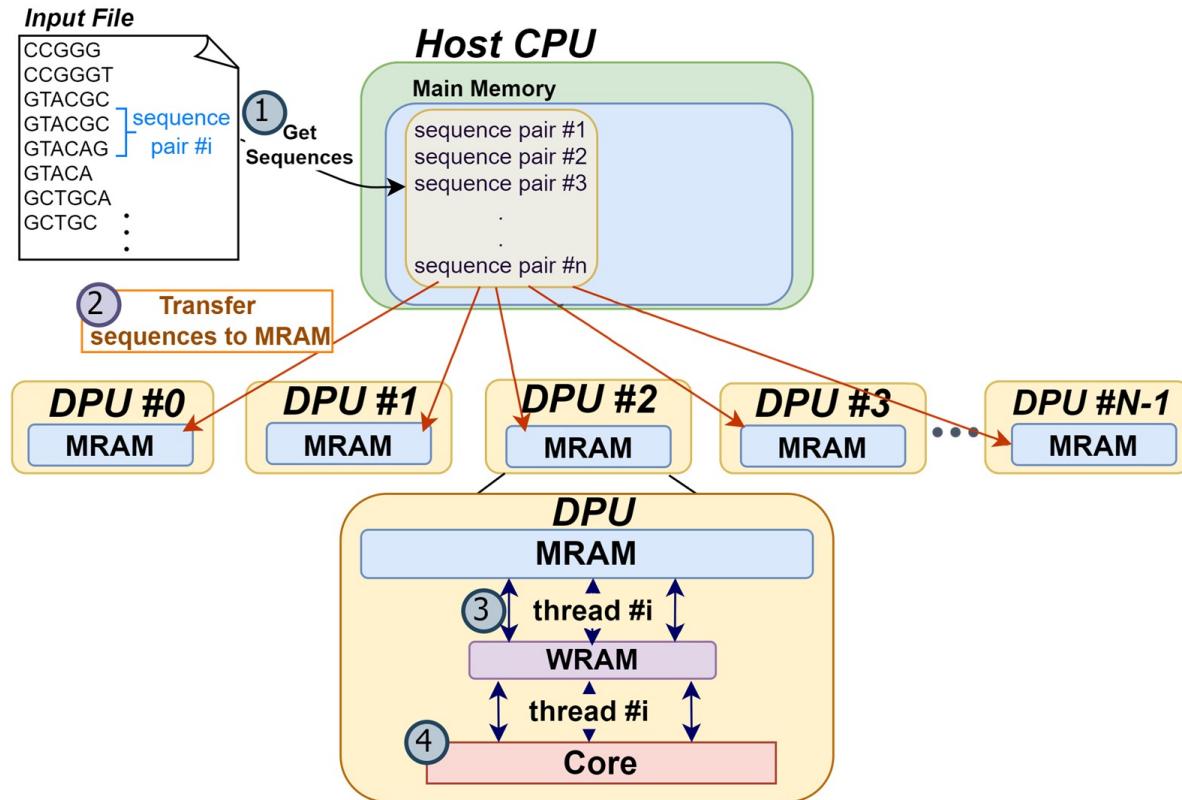 Input File
CCGGG
CCGGGT
GTACGC
GTACGC
GTACAG
GTACA
GCTGCA
GCTGC
sequence
pair #i
1
Get
Sequences
Host CPU
Main Memory
sequence pair #1
sequence pair #2
sequence pair #3
.
.
sequence pair #n
2
Transfer
sequences to MRAM
DPU #0
MRAM
DPU #1
MRAM
DPU #2
MRAM
DPU #3
MRAM
DPU #N-1
MRAM
DPU
MRAM
3
thread #i
WRAM
thread #i
4
Core